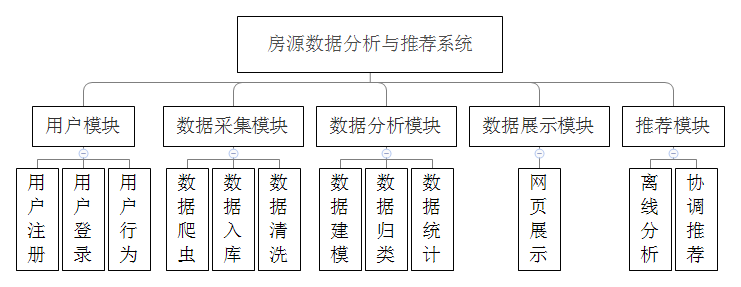 房源数据分析与推荐系统
用户模块
数据采集模块
数据分析模块
数据展示模块
推荐模块
用户注册
用户登录
用户行为
数据爬虫
数据入库
数据清洗
数据建模
数据归类
数据统计
网页展示
离线分析
协调推荐